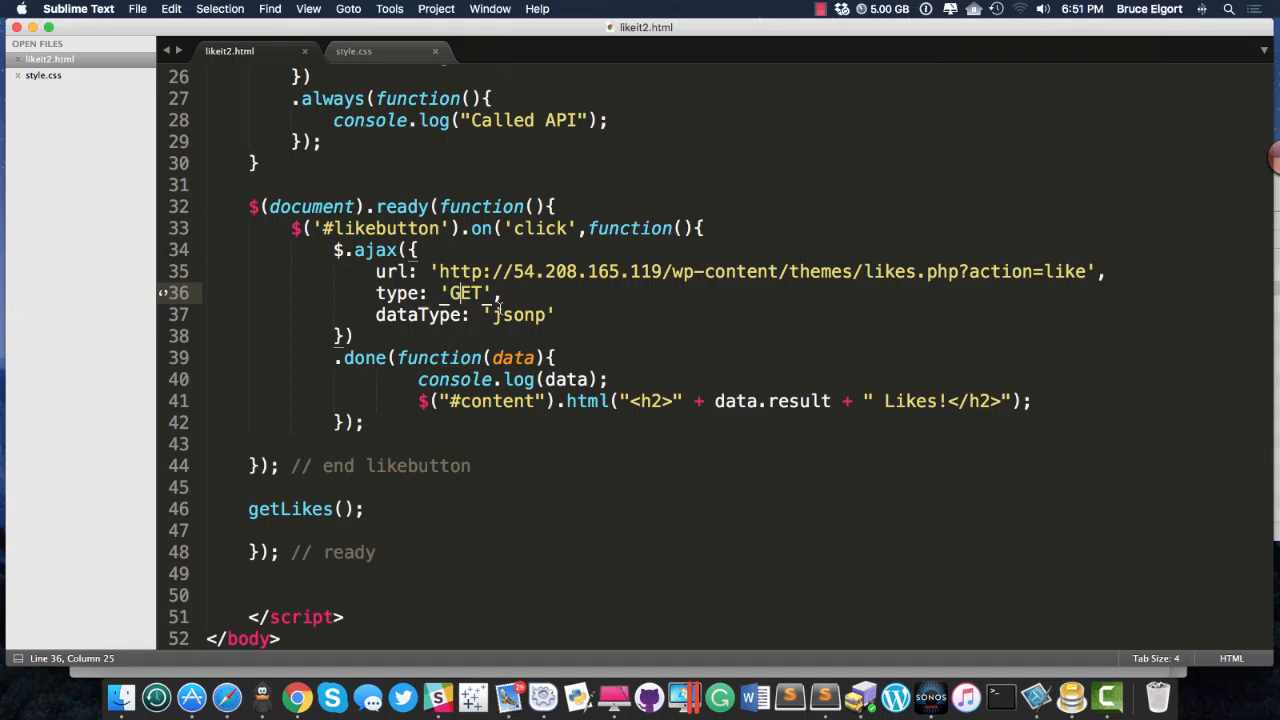 Sublime Text File Edit Selection Find View Goto Tools Project Window Help 5.00 GB 6:51 PM Bruce Elgort
likeit2.html
OPEN FILES
likeit2.html
style.css
likeit2.html style.css
26 })
27 .always(function(){
28 console.log("Called API");
29 });
30 }
31
32 $(document).ready(function(){
33 $('#likebutton').on('click',function(){
34 $.ajax({
35 url: 'http://54.208.165.119/wp-content/themes/likes.php?action=like',
36 type: 'GET',
37 dataType: 'jsonp'
38 })
39 .done(function(data){
40 console.log(data);
41 $("#content").html("<h2>" + data.result + " Likes!</h2>");
42 });
43
44 }); // end likebutton
45
46 getLikes();
47
48 }); // ready
49
50
51 </script>
52 </body>
Line 36, Column 25 Tab Size: 4 HTML
29
W
SONOS